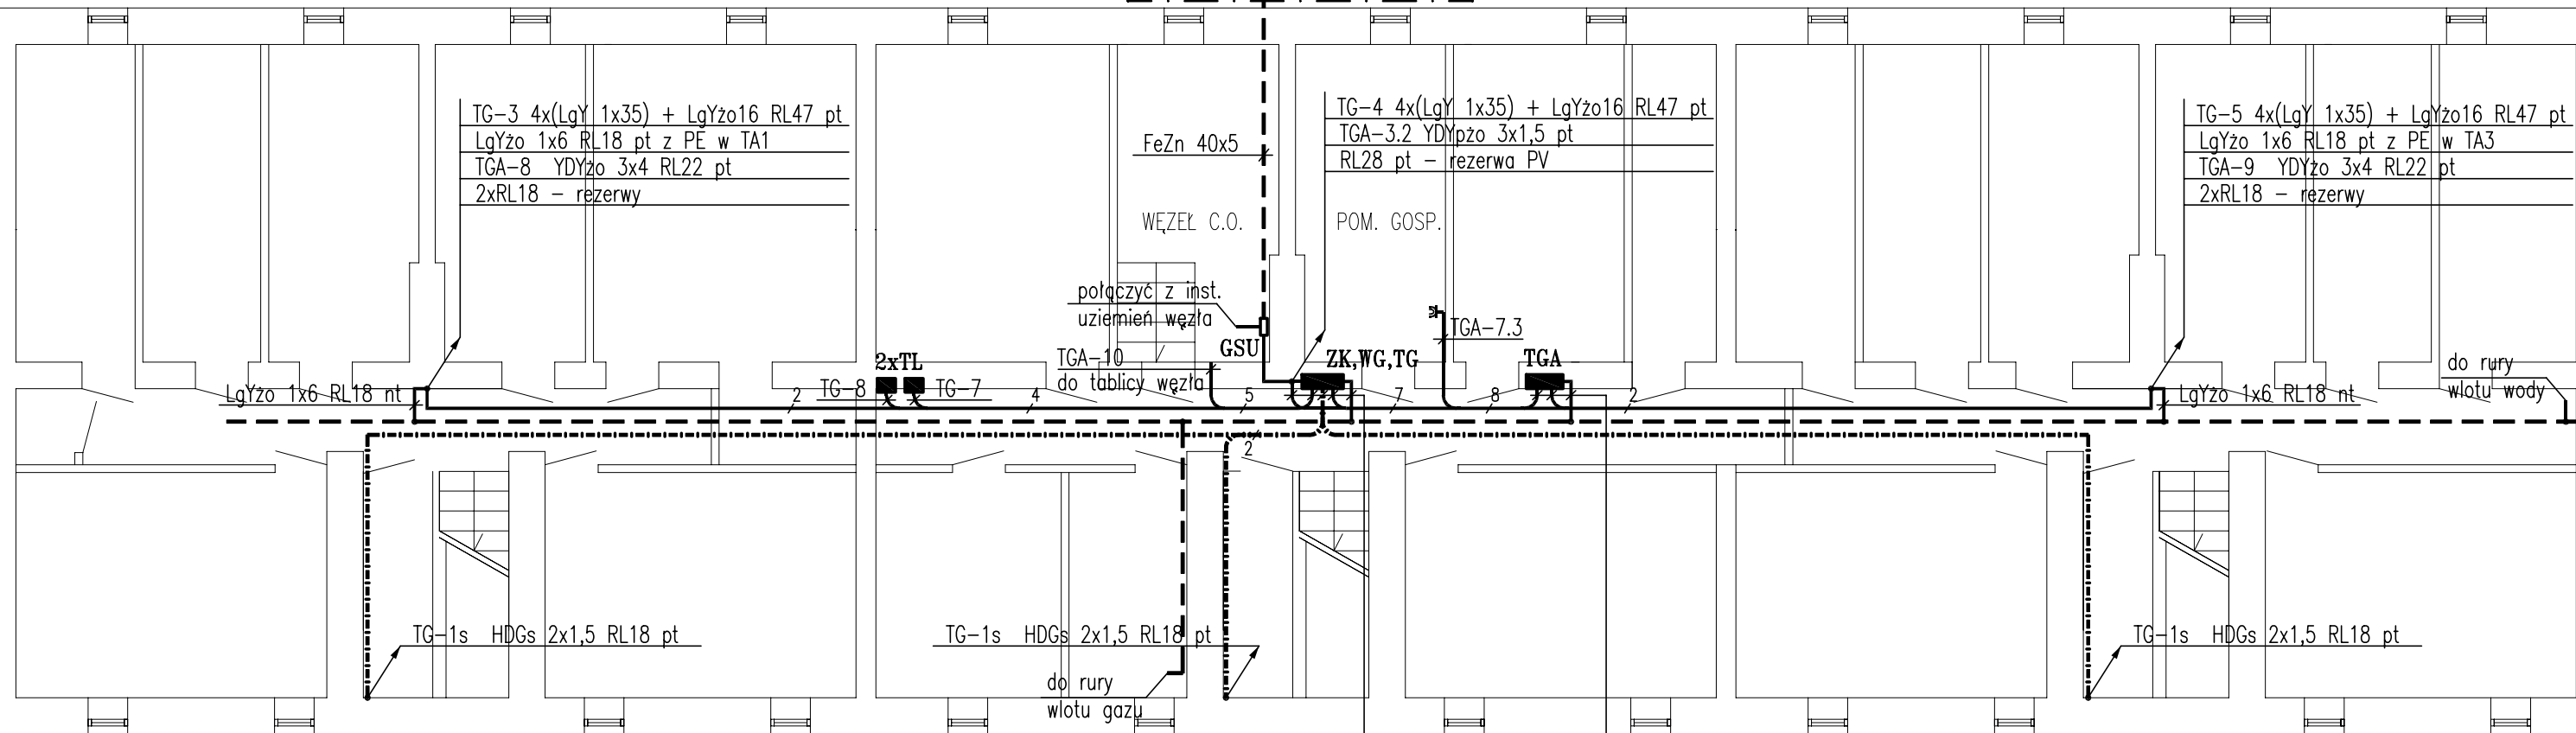 TG-3 4x(LgY 1x35) + LgYżo16 RL47 pt
LgYżo 1x6 RL18 pt z PE w TA1
TGA-8 YDYżo 3x4 RL22 pt
2xRL18 - rezerwy
FeZn 40x5
TG-4 4x(LgY 1x35) + LgYżo16 RL47 pt
TGA-3.2 YDYpżo 3x1,5 pt
RL28 pt - rezerwa PV
TG-5 4x(LgY 1x35) + LgYżo16 RL47 pt
LgYżo 1x6 RL18 pt z PE w TA3
TGA-9 YDYżo 3x4 RL22 pt
2xRL18 - rezerwy
WĘZEŁ C.O.
POM. GOSP.
połączyć z inst.
uziemień węzła
GSU
TGA-7.3
TGA-10
do tablicy węzła
2xTL
ZK,WG,TG
TGA
do rury
wlotu wody
LgYżo 1x6 RL18 nt
2
TG-8
TG-7
4
5
7
8
2
LgYżo 1x6 RL18 nt
2
TG-1s HDGs 2x1,5 RL18 pt
TG-1s HDGs 2x1,5 RL18 pt
TG-1s HDGs 2x1,5 RL18 pt
do rury
wlotu gazu